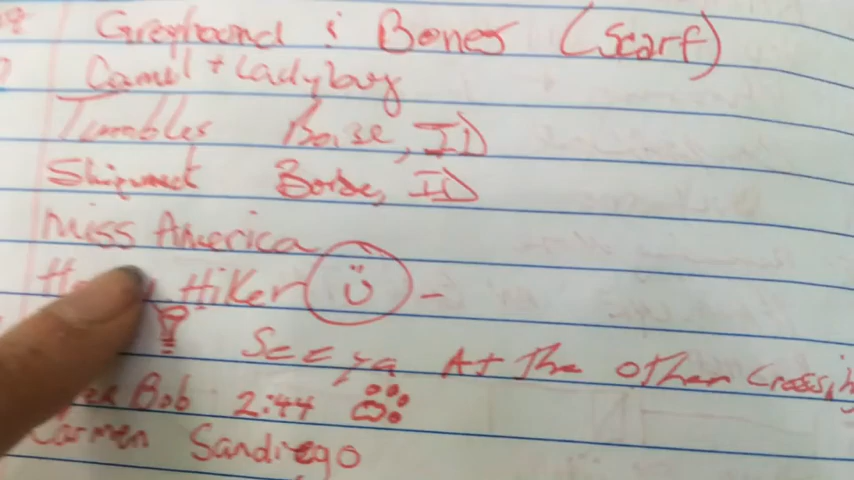 Greyhound & Bones (Scarf)
Camel + Ladybug
Tumbles Boise, ID
Shipwreck Boise, ID
Miss America
Hiker
See ya At The other Crossing
Bob 2:44
Carmen Sandiego